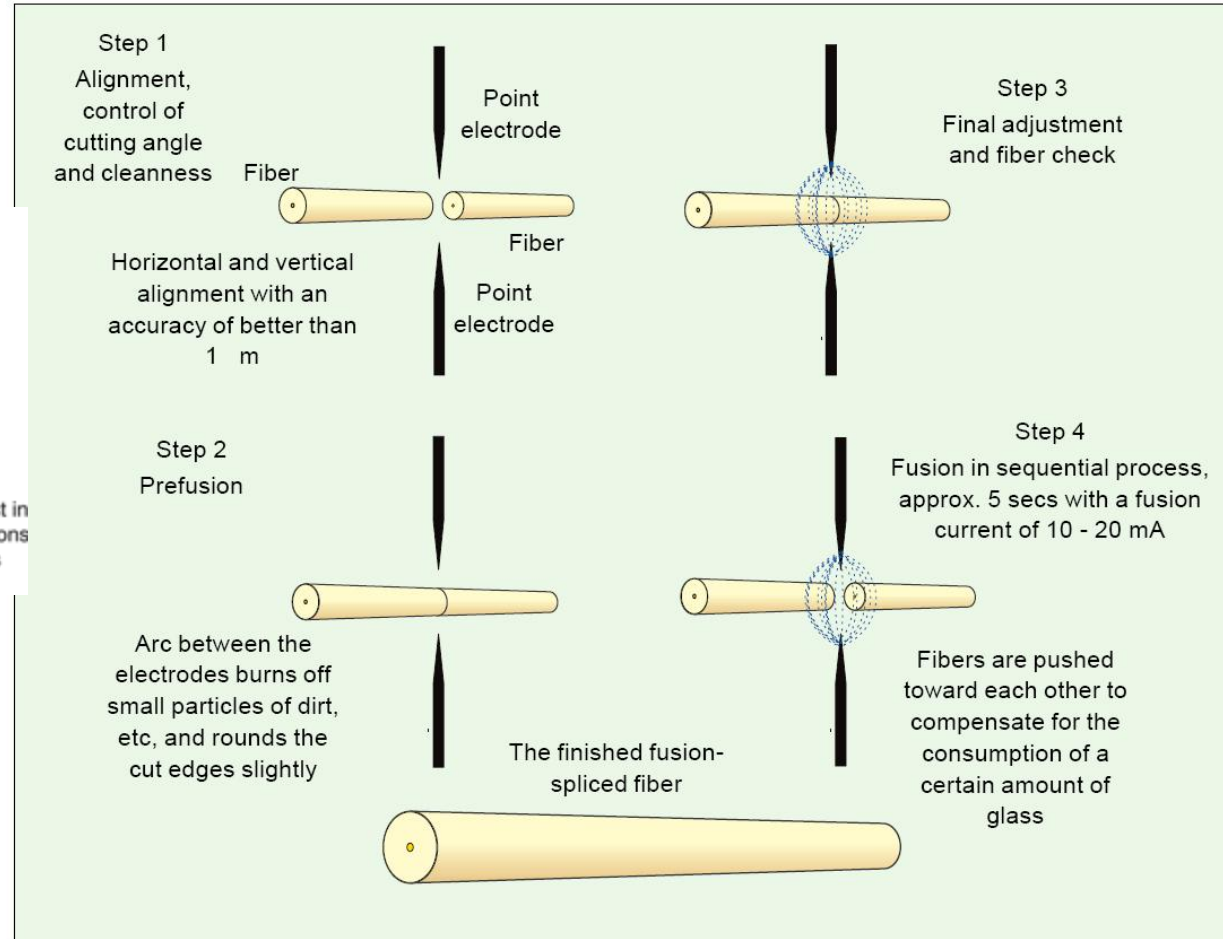 Step 1
Alignment,
control of
cutting angle
and cleanness
Fiber
Point
electrode
Fiber
Horizontal and vertical
alignment with an
accuracy of better than
1 m
Point
electrode
Step 3
Final adjustment
and fiber check
Step 2
Prefusion
Arc between the
electrodes burns off
small particles of dirt,
etc, and rounds the
cut edges slightly
Step 4
Fusion in sequential process,
approx. 5 secs with a fusion
current of 10 - 20 mA
Fibers are pushed
toward each other to
compensate for the
consumption of a
certain amount of
glass
The finished fusion-
spliced fiber
in